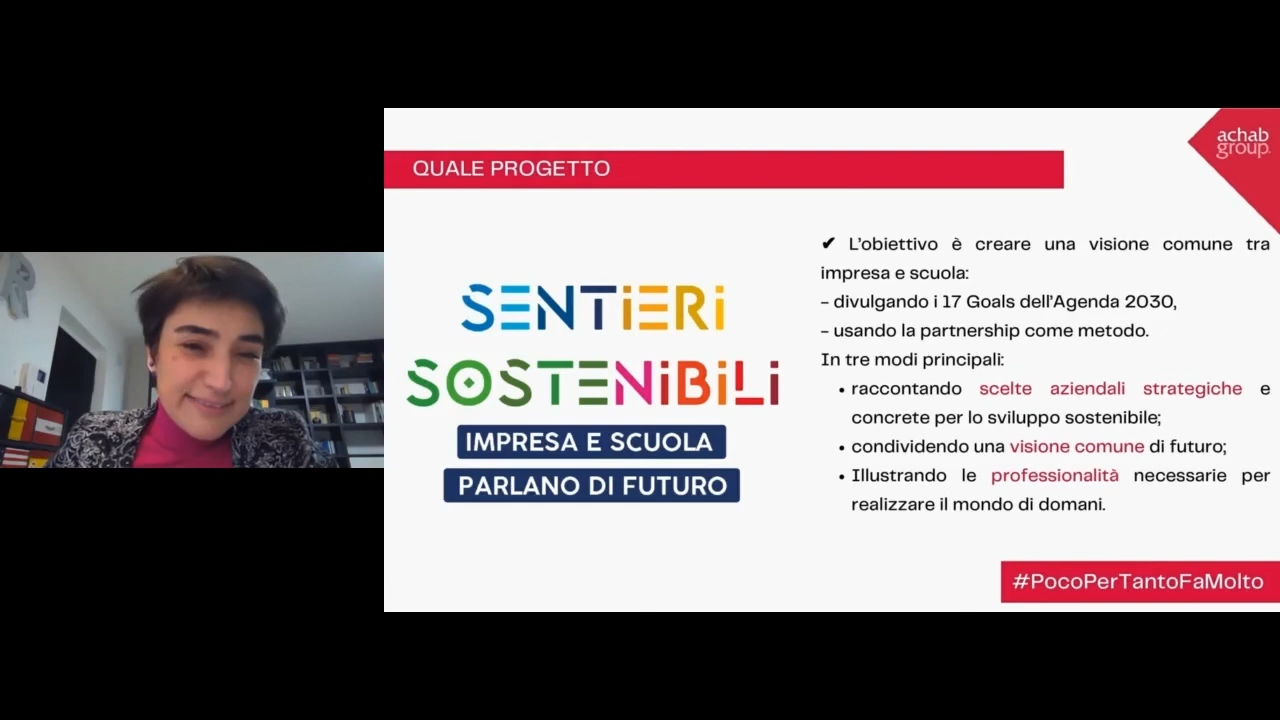 achab
group.
QUALE PROGETTO
SENTiERi
SOSTENiBiLi
IMPRESA E SCUOLA
PARLANO DI FUTURO
✔ L'obiettivo è creare una visione comune tra
impresa e scuola:
- divulgando i 17 Goals dell'Agenda 2030,
- usando la partnership come metodo.
In tre modi principali:
• raccontando scelte aziendali strategiche e
concrete per lo sviluppo sostenibile;
• condividendo una visione comune di futuro;
• Illustrando le professionalità necessarie per
realizzare il mondo di domani.
#PocoPerTantoFaMolto
R